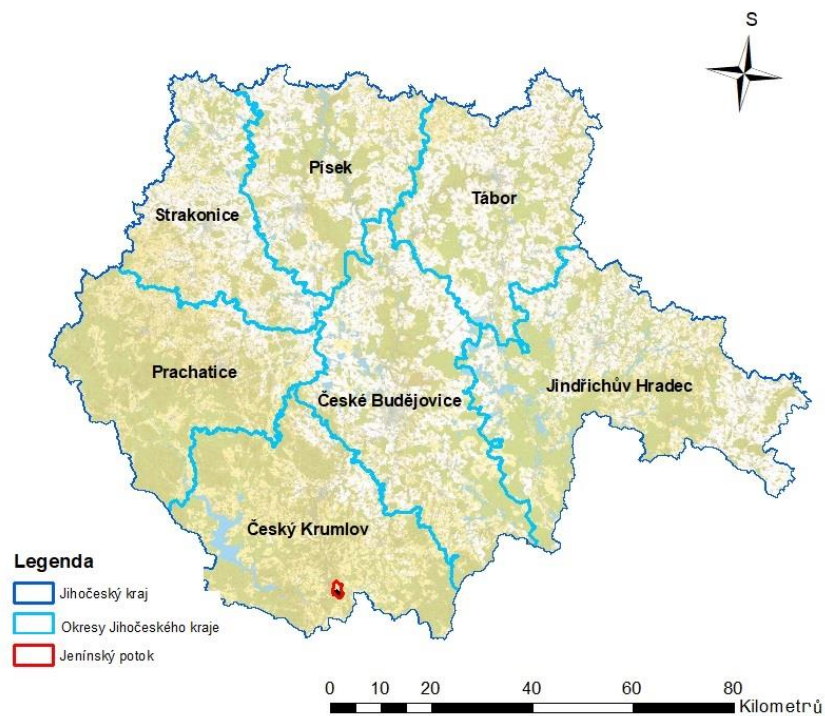 S
Písek
Tábor
Strakonice
Prachatice
Jindřichův Hradec
České Budějovice
Český Krumlov
Legenda
Jihočeský kraj
Okresy Jihočeského kraje
Jenínský potok
0 5 10 20 40 60 80
Kilometrů